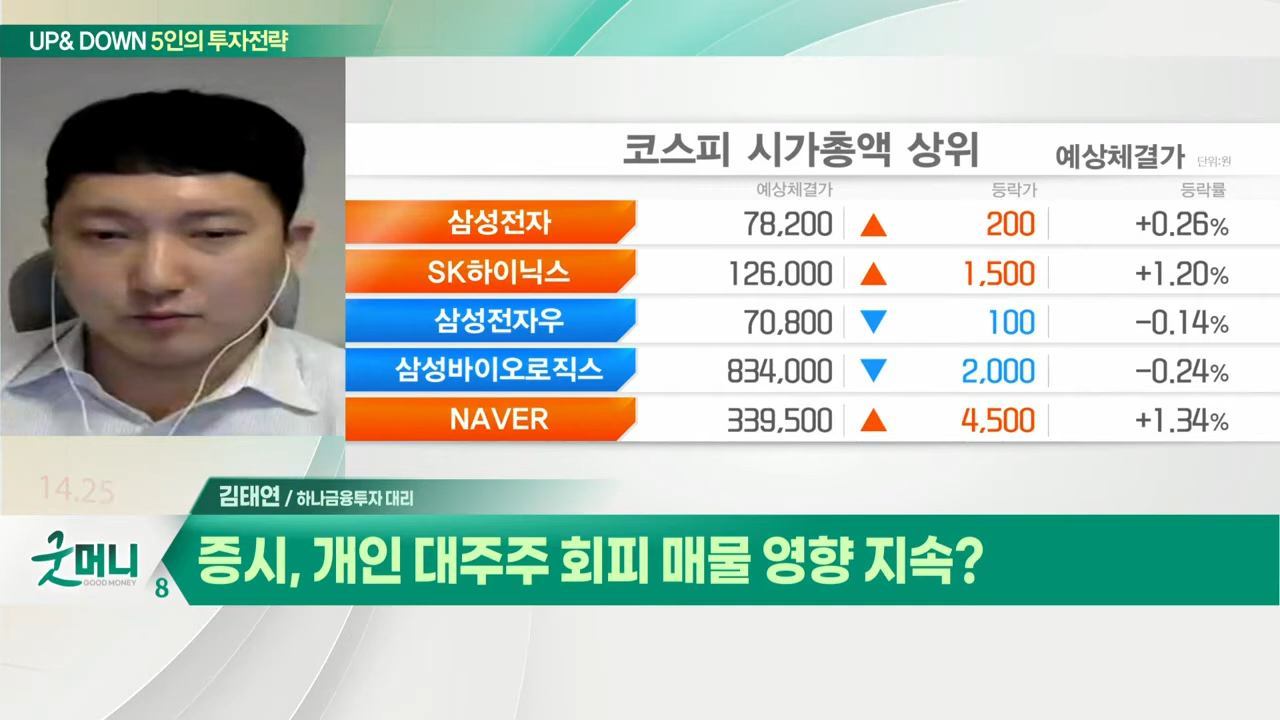 UP& DOWN 5인의 투자전략
코스피 시가총액 상위 예상체결가 단위:원
예상체결가 등락가 등락률
삼성전자 78,200 ▲ 200 +0.26%
SK하이닉스 126,000 ▲ 1,500 +1.20%
삼성전자우 70,800 ▼ 100 -0.14%
삼성바이오로직스 834,000 ▼ 2,000 -0.24%
NAVER 339,500 ▲ 4,500 +1.34%
14.25
김태연 / 하나금융투자 대리
굿머니
GOOD MONEY
8
증시, 개인 대주주 회피 매물 영향 지속?